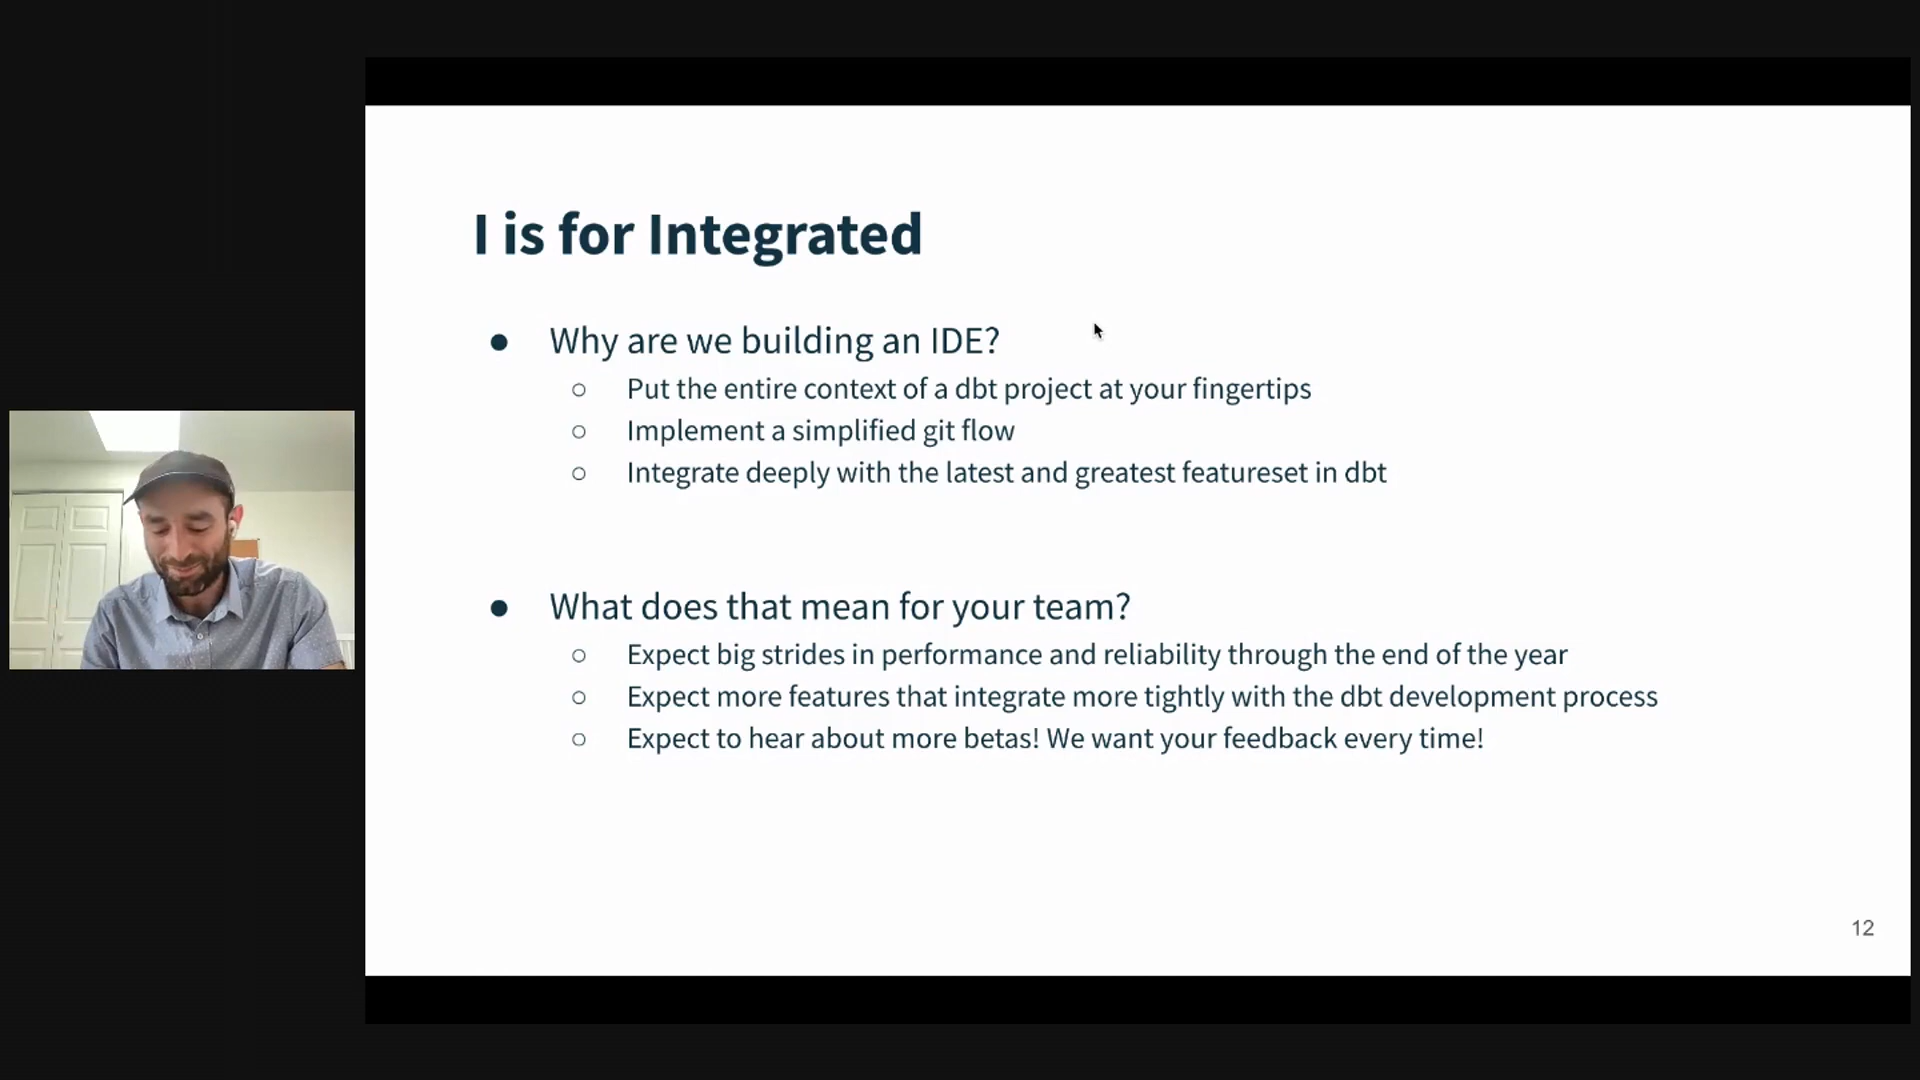 I is for Integrated
● Why are we building an IDE?
○ Put the entire context of a dbt project at your fingertips
○ Implement a simplified git flow
○ Integrate deeply with the latest and greatest featureset in dbt
● What does that mean for your team?
○ Expect big strides in performance and reliability through the end of the year
○ Expect more features that integrate more tightly with the dbt development process
○ Expect to hear about more betas! We want your feedback every time!
12